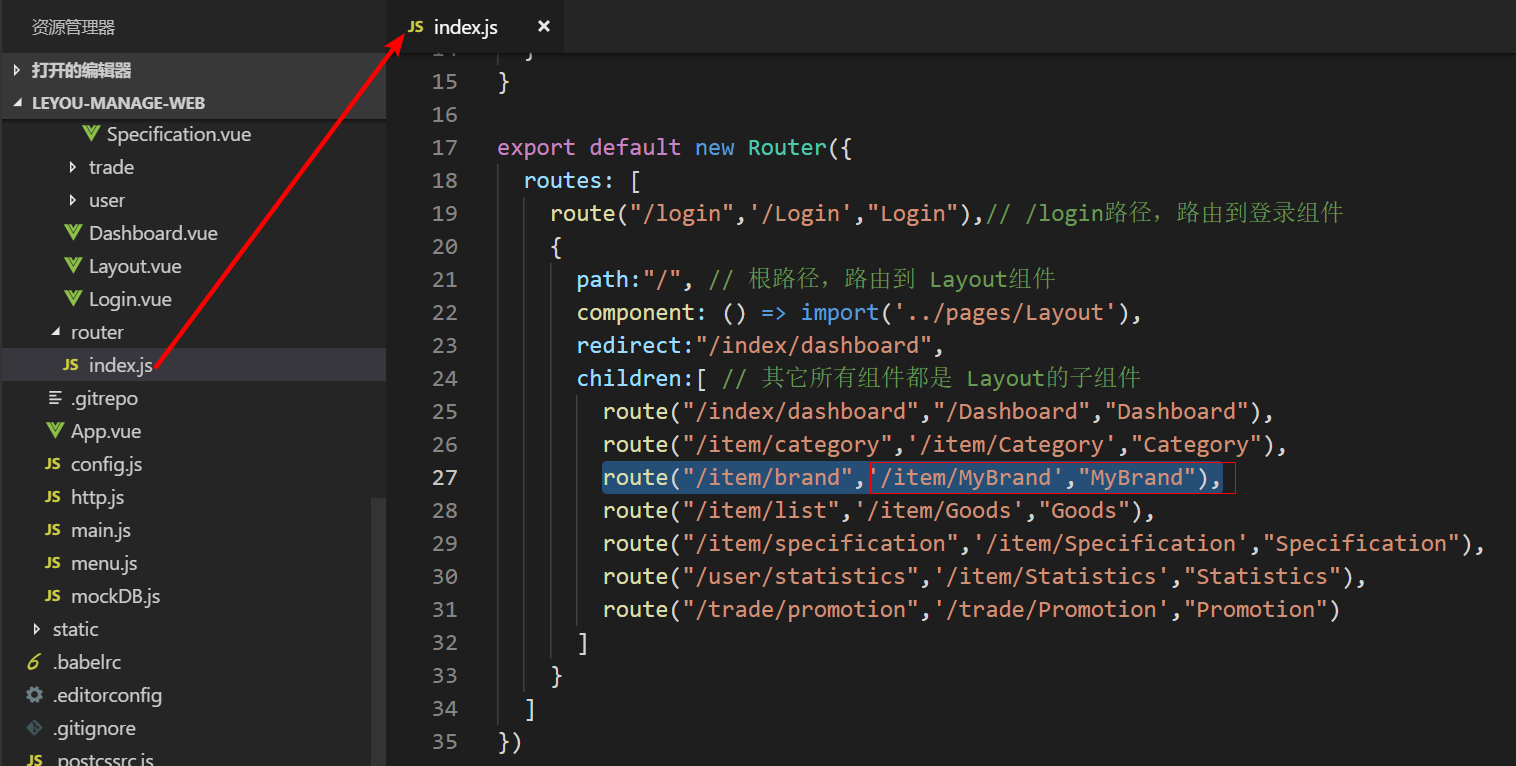 资源管理器
打开的编辑器
LEYOU-MANAGE-WEB
Specification.vue
trade
user
Dashboard.vue
Layout.vue
Login.vue
router
JS index.js
.gitrepo
App.vue
JS config.js
JS http.js
JS main.js
JS menu.js
JS mockDB.js
static
.babelrc
.editorconfig
.gitignore
JS .postcssrc.js
JS index.js ×
14 }
15 }
16
17 export default new Router({
18 routes: [
19 route("/login",'/Login',"Login"),// /login路径，路由到登录组件
20 {
21 path:"/", // 根路径，路由到 Layout组件
22 component: () => import('../pages/Layout'),
23 redirect:"/index/dashboard",
24 children:[ // 其它所有组件都是 Layout的子组件
25 route("/index/dashboard","/Dashboard","Dashboard"),
26 route("/item/category",'/item/Category',"Category"),
27 route("/item/brand",'/item/MyBrand',"MyBrand"),
28 route("/item/list",'/item/Goods',"Goods"),
29 route("/item/specification",'/item/Specification',"Specification"),
30 route("/user/statistics",'/item/Statistics',"Statistics"),
31 route("/trade/promotion",'/trade/Promotion',"Promotion")
32 ]
33 }
34 ]
35 })